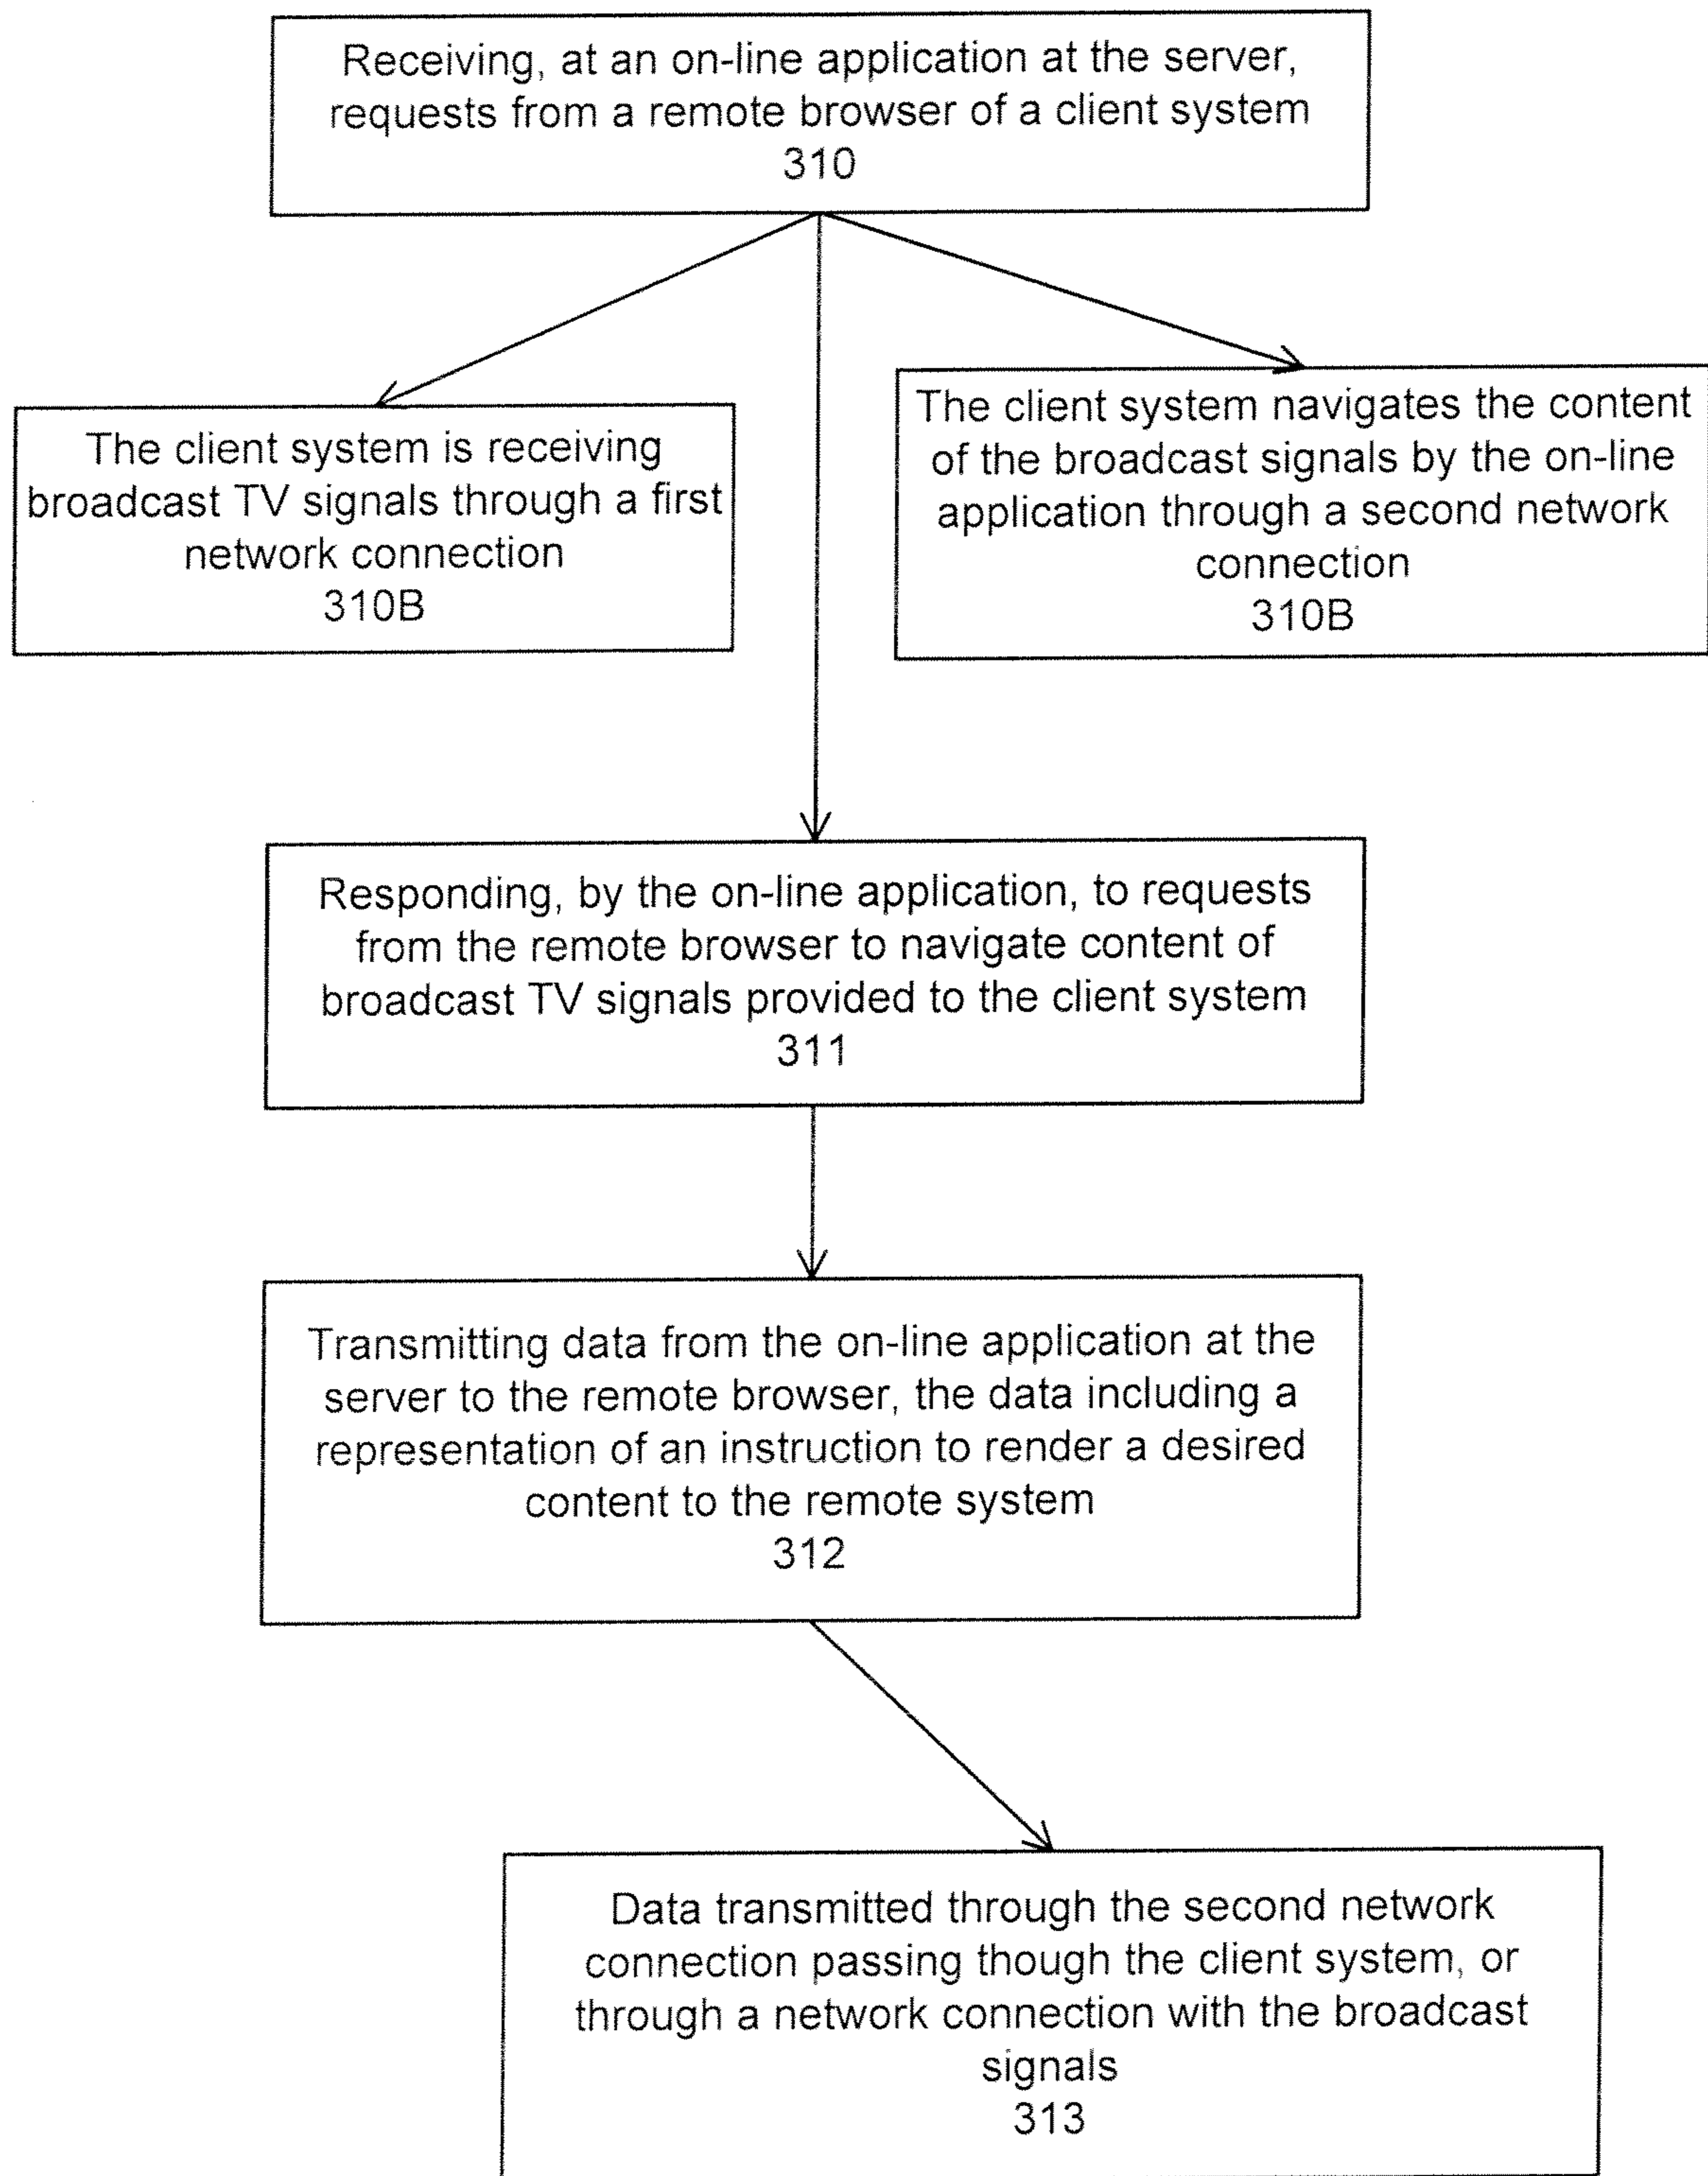 Receiving, at an on-line application at the server,
requests from a remote browser of a client system
310
The client system is receiving
broadcast TV signals through a first
network connection
310B
The client system navigates the content
of the broadcast signals by the on-line
application through a second network
connection
310B
Responding, by the on-line application, to requests
from the remote browser to navigate content of
broadcast TV signals provided to the client system
311
Transmitting data from the on-line application at the
server to the remote browser, the data including a
representation of an instruction to render a desired
content to the remote system
312
Data transmitted through the second network
connection passing though the client system, or
through a network connection with the broadcast
signals
313